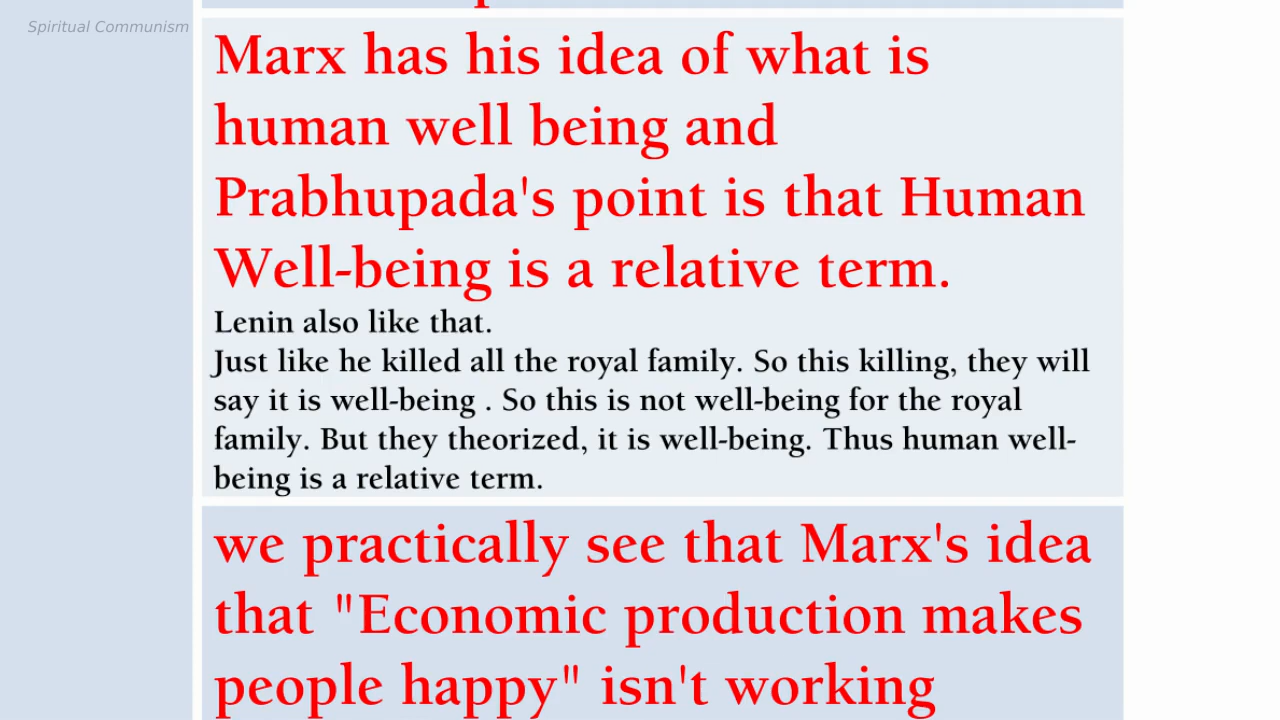 Spiritual Communism
Marx has his idea of what is
human well being and
Prabhupada's point is that Human
Well-being is a relative term.
Lenin also like that.
Just like he killed all the royal family. So this killing, they will
say it is well-being . So this is not well-being for the royal
family. But they theorized, it is well-being. Thus human well-
being is a relative term.
we practically see that Marx's idea
that "Economic production makes
people happy" isn't working